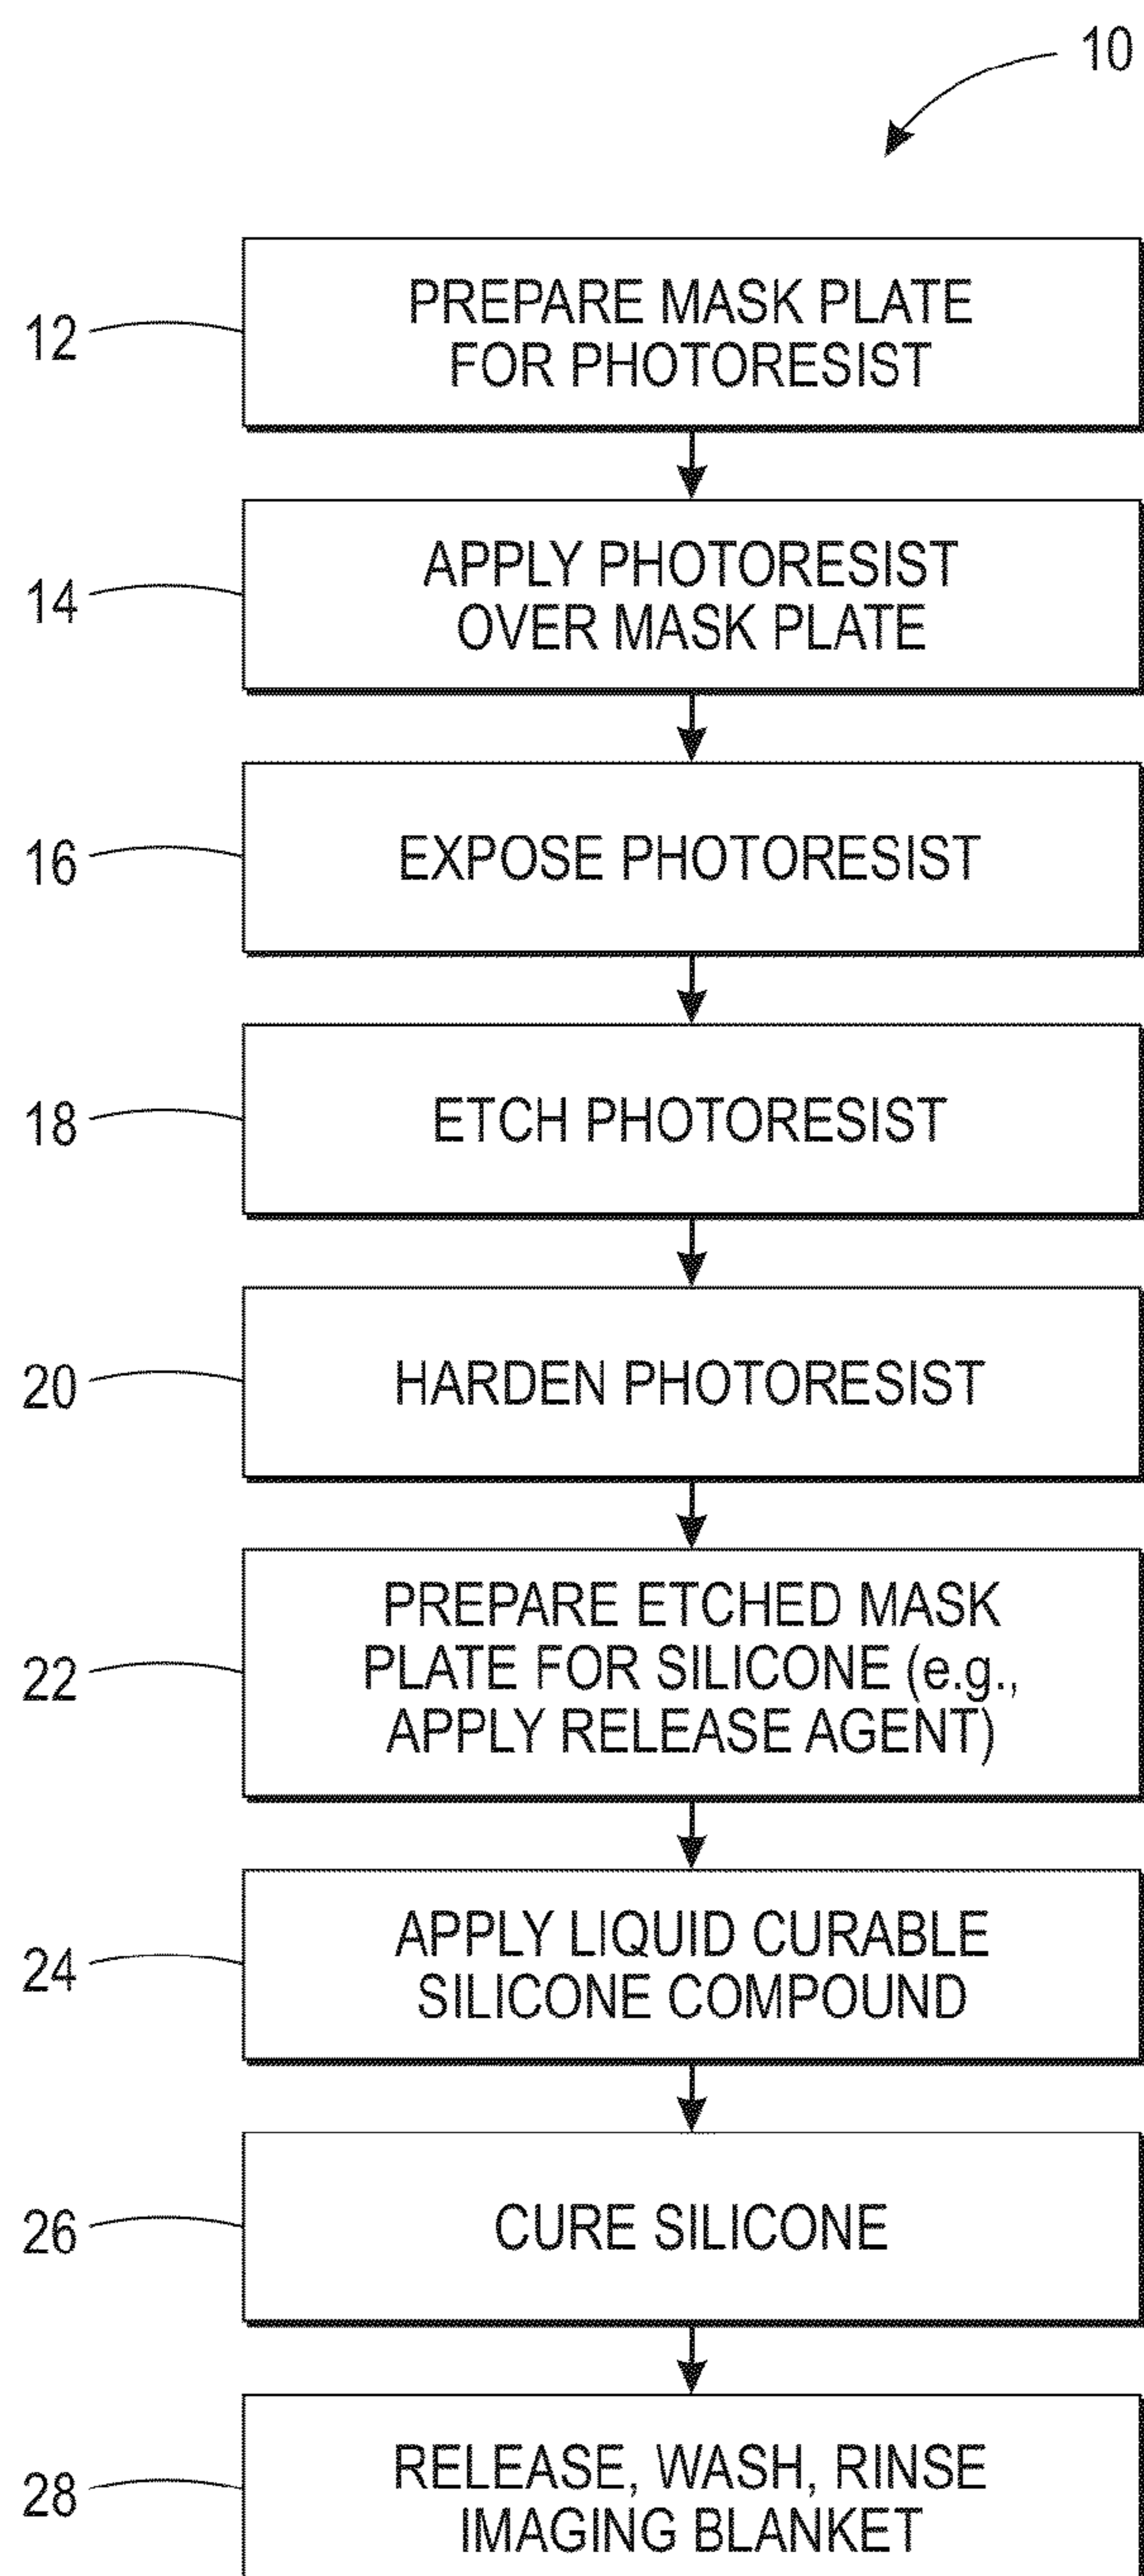 10
12
PREPARE MASK PLATE
FOR PHOTORESIST
14
APPLY PHOTORESIST
OVER MASK PLATE
16
EXPOSE PHOTORESIST
18
ETCH PHOTORESIST
20
HARDEN PHOTORESIST
22
PREPARE ETCHED MASK
PLATE FOR SILICONE (e.g.,
APPLY RELEASE AGENT)
24
APPLY LIQUID CURABLE
SILICONE COMPOUND
26
CURE SILICONE
28
RELEASE, WASH, RINSE
IMAGING BLANKET